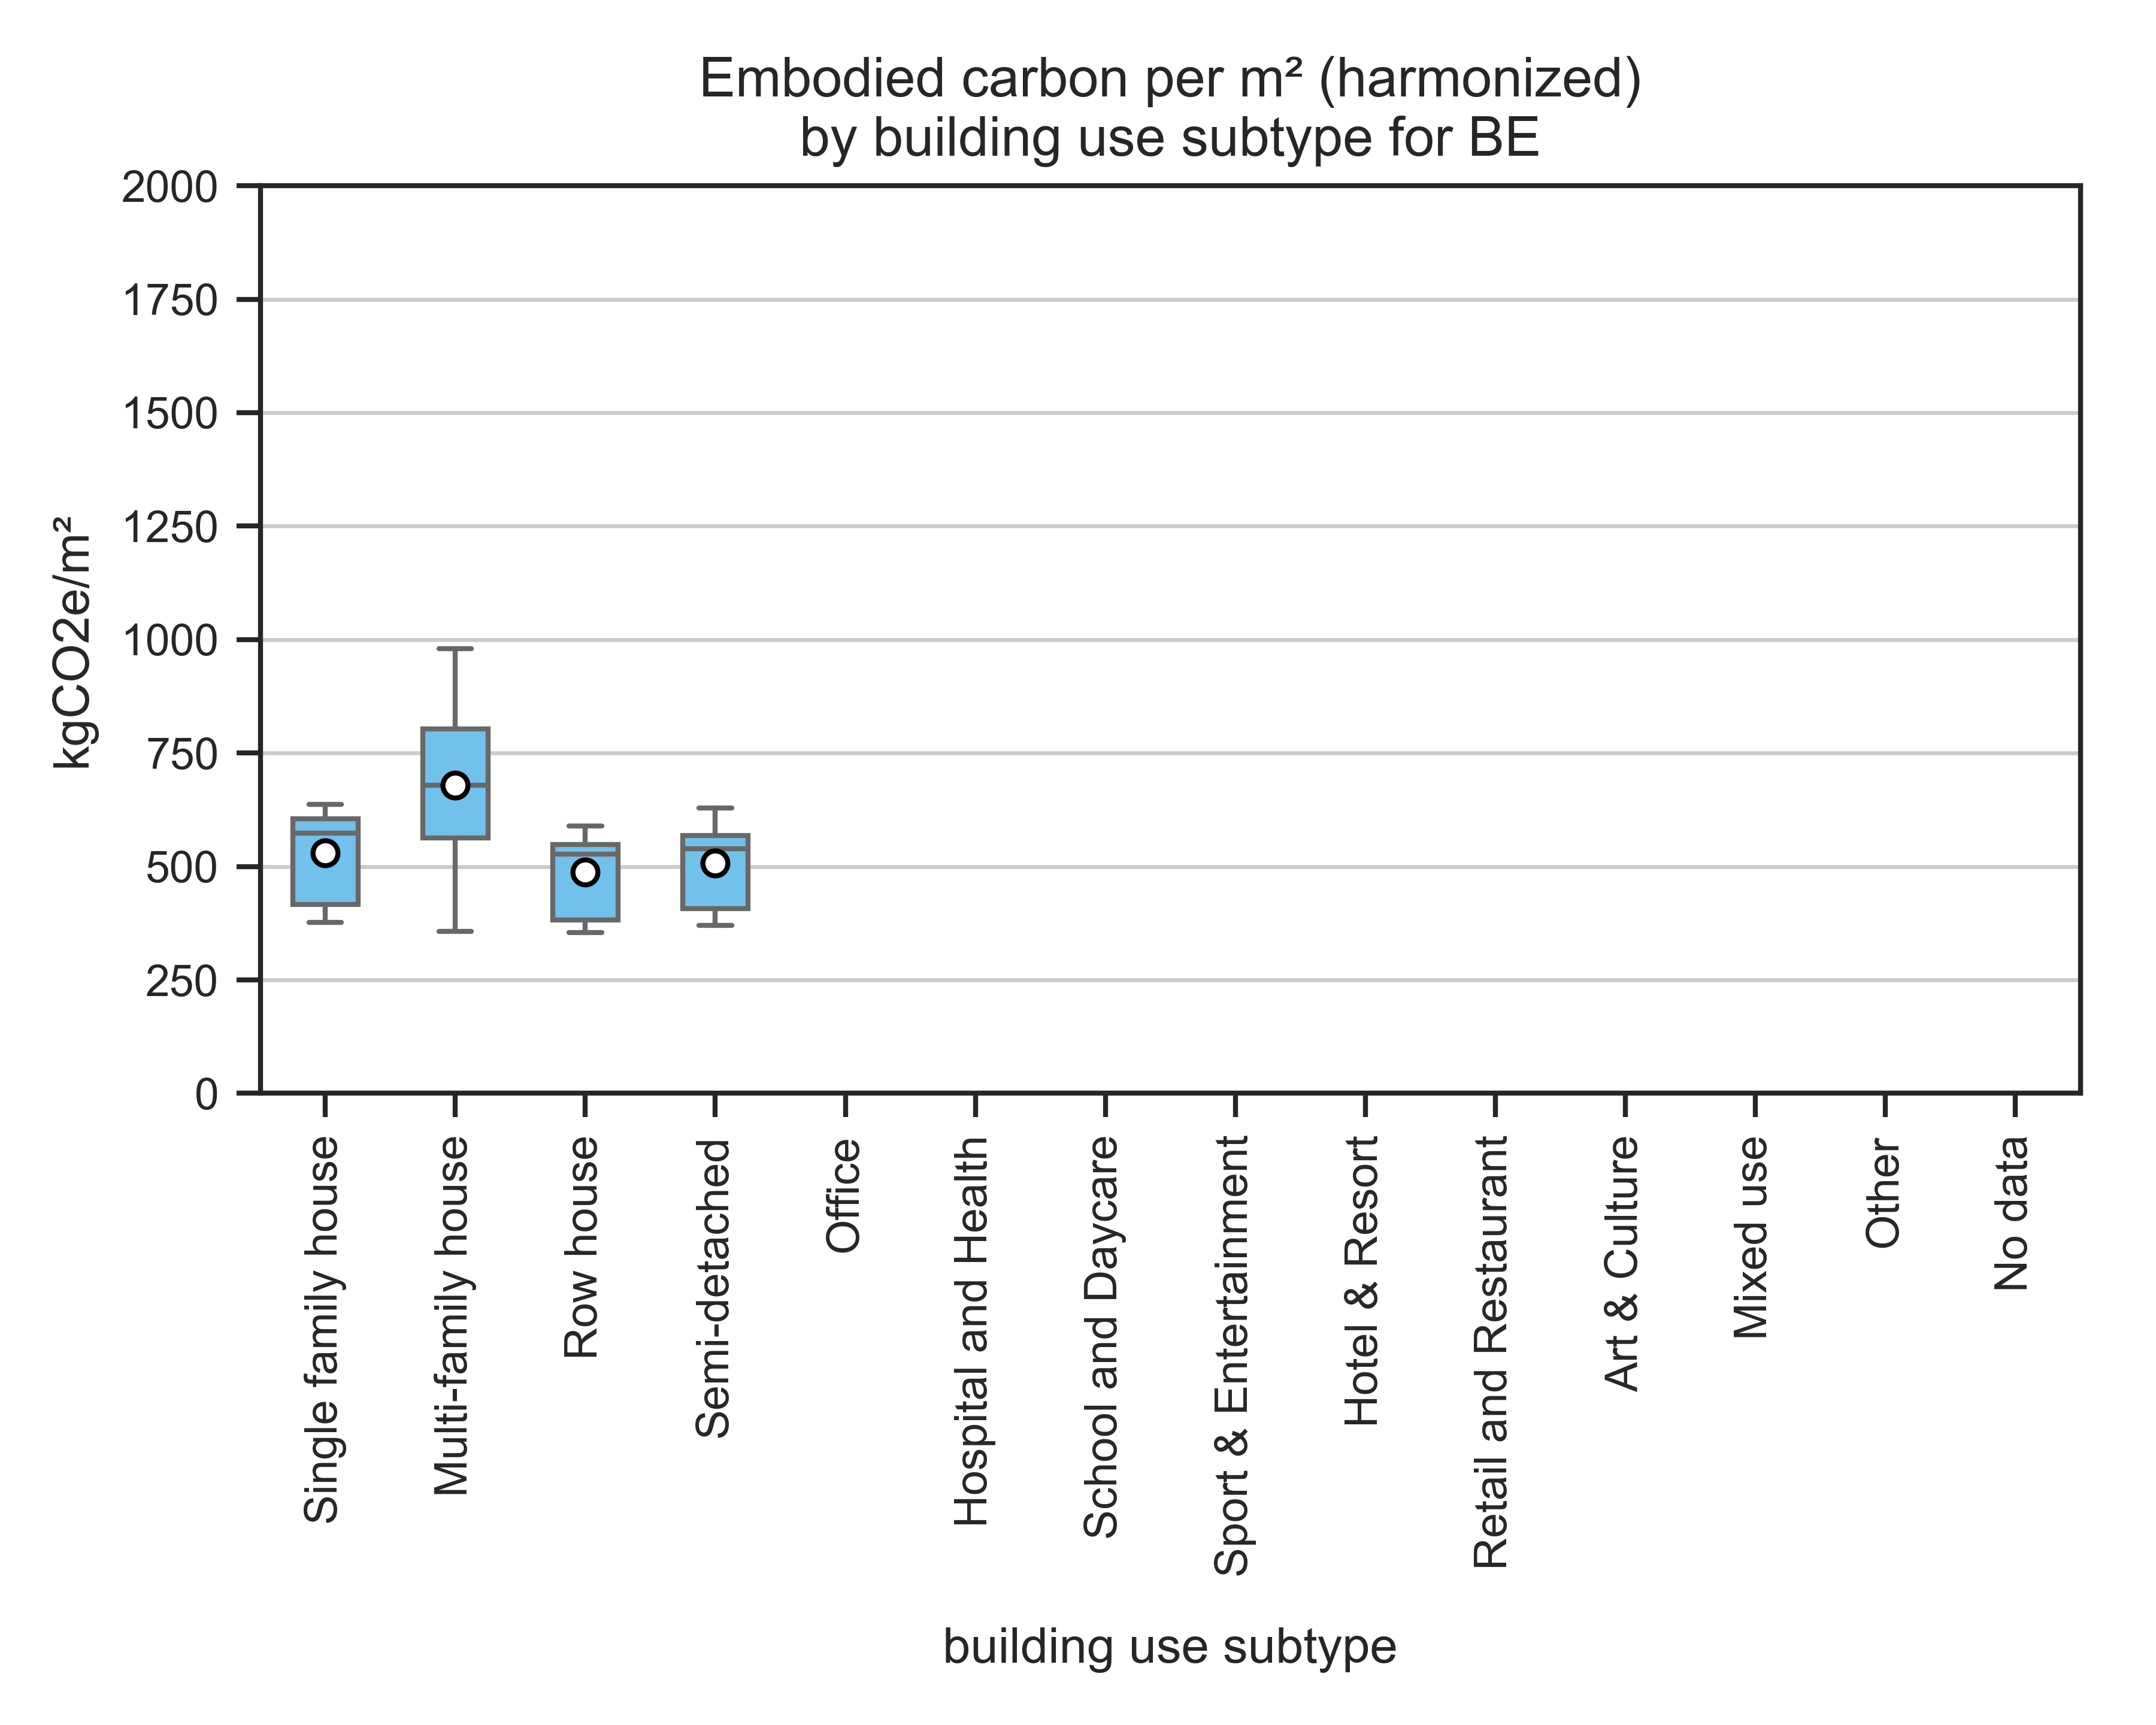 Embodied carbon per m² (harmonized)
by building use subtype for BE
kgCO2e/m²
2000
1750
1500
1250
1000
750
500
250
0
Single family house
Multi-family house
Row house
Semi-detached
Office
Hospital and Health
School and Daycare
Sport & Entertainment
Hotel & Resort
Retail and Restaurant
Art & Culture
Mixed use
Other
No data
building use subtype